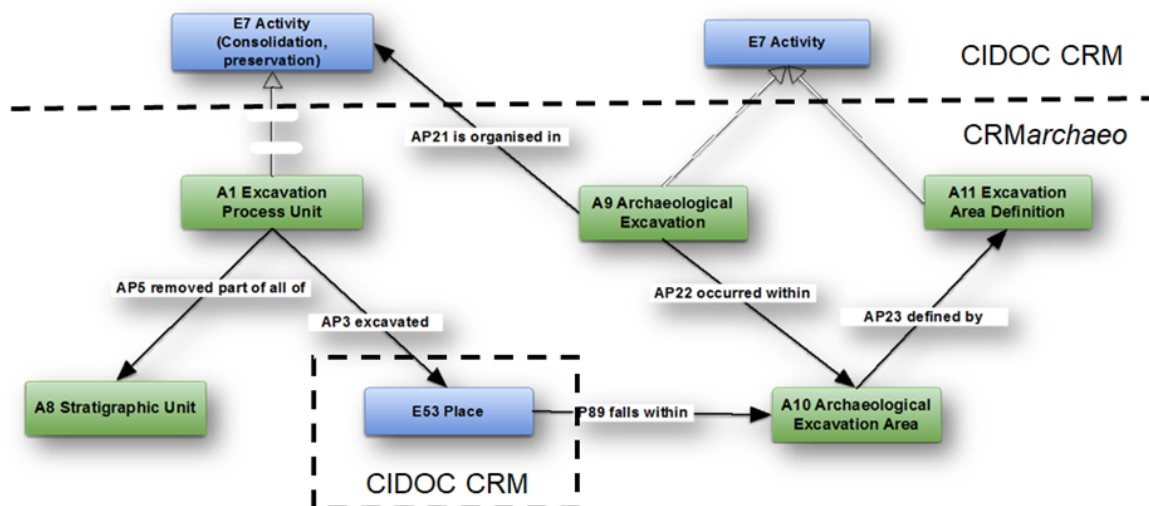 E7 Activity
(Consolidation,
preservation)
E7 Activity
CIDOC CRM
AP21 is organised in
CRMarchaeo
A1 Excavation
Process Unit
A9 Archaeological
Excavation
A11 Excavation
Area Definition
AP5 removed part of all of
AP22 occurred within
AP3 excavated
AP23 defined by
A8 Stratigraphic Unit
E53 Place
P89 falls within
A10 Archaeological
Excavation Area
CIDOC CRM